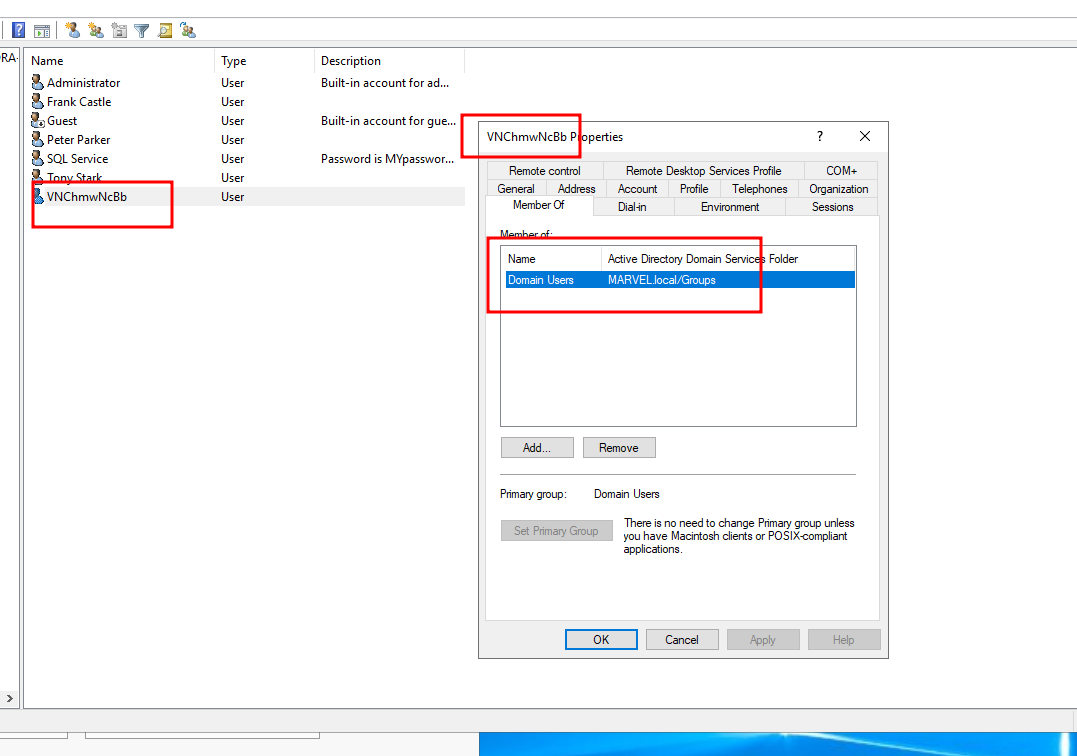 RA-
Name Type Description
Administrator User Built-in account for ad...
Frank Castle User
Guest User Built-in account for gue...
Peter Parker User
SQL Service User Password is MYpasswor...
Tony Stark User
VNChmwNcBb User
VNChmwNcBb Properties ?
Remote control Remote Desktop Services Profile COM+
General Address Account Profile Telephones Organization
Member Of Dial-in Environment Sessions
Member of:
Name Active Directory Domain Services Folder
Domain Users MARVEL.local/Groups
Add... Remove
Primary group: Domain Users
Set Primary Group
There is no need to change Primary group unless
you have Macintosh clients or POSIX-compliant
applications.
OK Cancel Apply Help